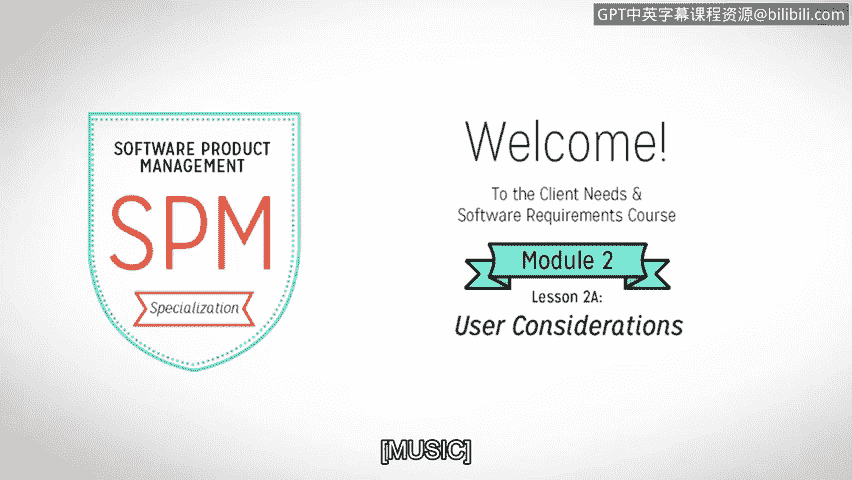 GPT中英字幕课程资源@bilibili.com
SOFTWARE PRODUCT
MANAGEMENT
SPM
Specialization
Welcome!
To the Client Needs &
Software Requirements Course
Module 2
Lesson 2A:
User Considerations
[MUSIC]